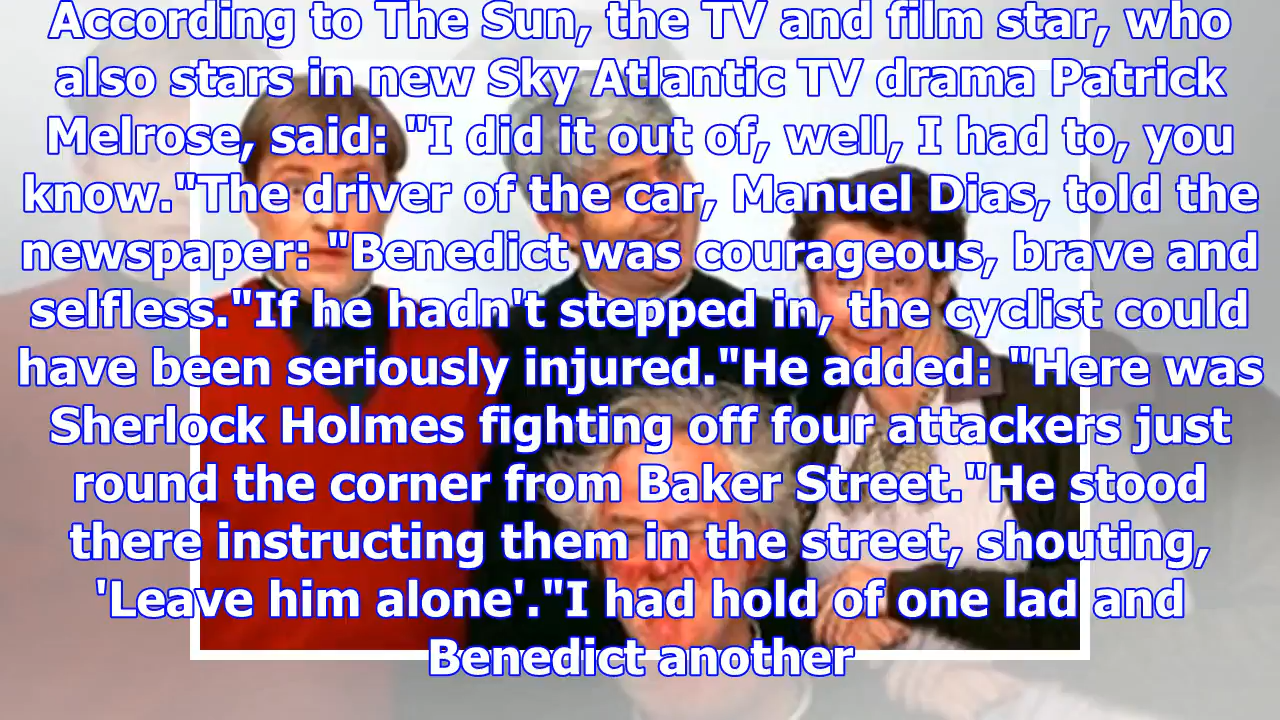 According to The Sun, the TV and film star, who
also stars in new Sky Atlantic TV drama Patrick
Melrose, said: "I did it out of, well, I had to, you
know."The driver of the car, Manuel Dias, told the
newspaper: "Benedict was courageous, brave and
selfless."If he hadn't stepped in, the cyclist could
have been seriously injured."He added: "Here was
Sherlock Holmes fighting off four attackers just
round the corner from Baker Street."He stood
there instructing them in the street, shouting,
'Leave him alone'."I had hold of one lad and
Benedict another